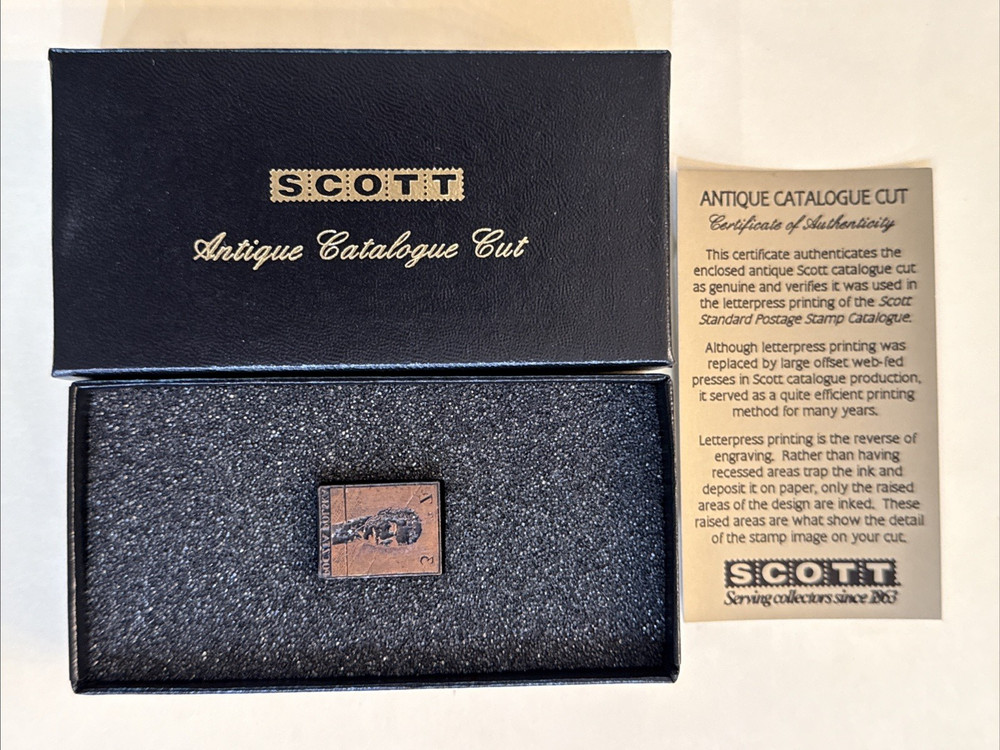 SCOTT
Antique Catalogue Cut
ANTIQUE CATALOGUE CUT
Certificate of Authenticity
This certificate authenticates the
enclosed antique Scott catalogue cut
as genuine and verifies it was used in
the letterpress printing of the Scott
Standard Postage Stamp Catalogue.
Although letterpress printing was
replaced by large offset web-fed
presses in Scott catalogue production,
it served as a quite efficient printing
method for many years.
Letterpress printing is the reverse of
engraving. Rather than having
recessed areas trap the ink and
deposit it on paper, only the raised
areas of the design are inked. These
raised areas are what show the detail
of the stamp image on your cut.
SCOTT
Serving collectors since 1863